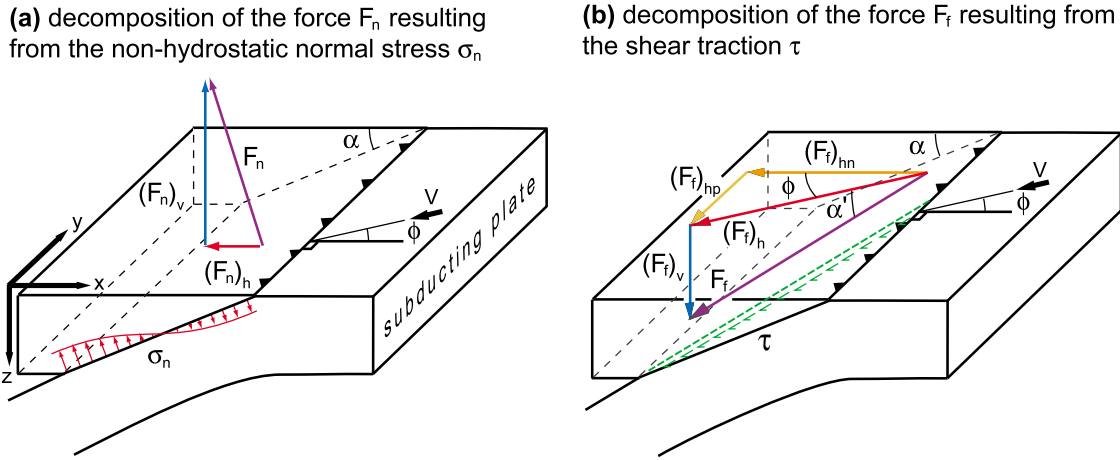 (a) decomposition of the force Fn resulting
from the non-hydrostatic normal stress σn
α
Fn
(Fn)v
V
ϕ
y
x
(Fn)h
z
σn
subducting plate
(b) decomposition of the force Ff resulting from
the shear traction τ
α
(Ff)hn
(Ff)hp
ϕ
V
α'
ϕ
(Ff)h
(Ff)v
Ff
τ